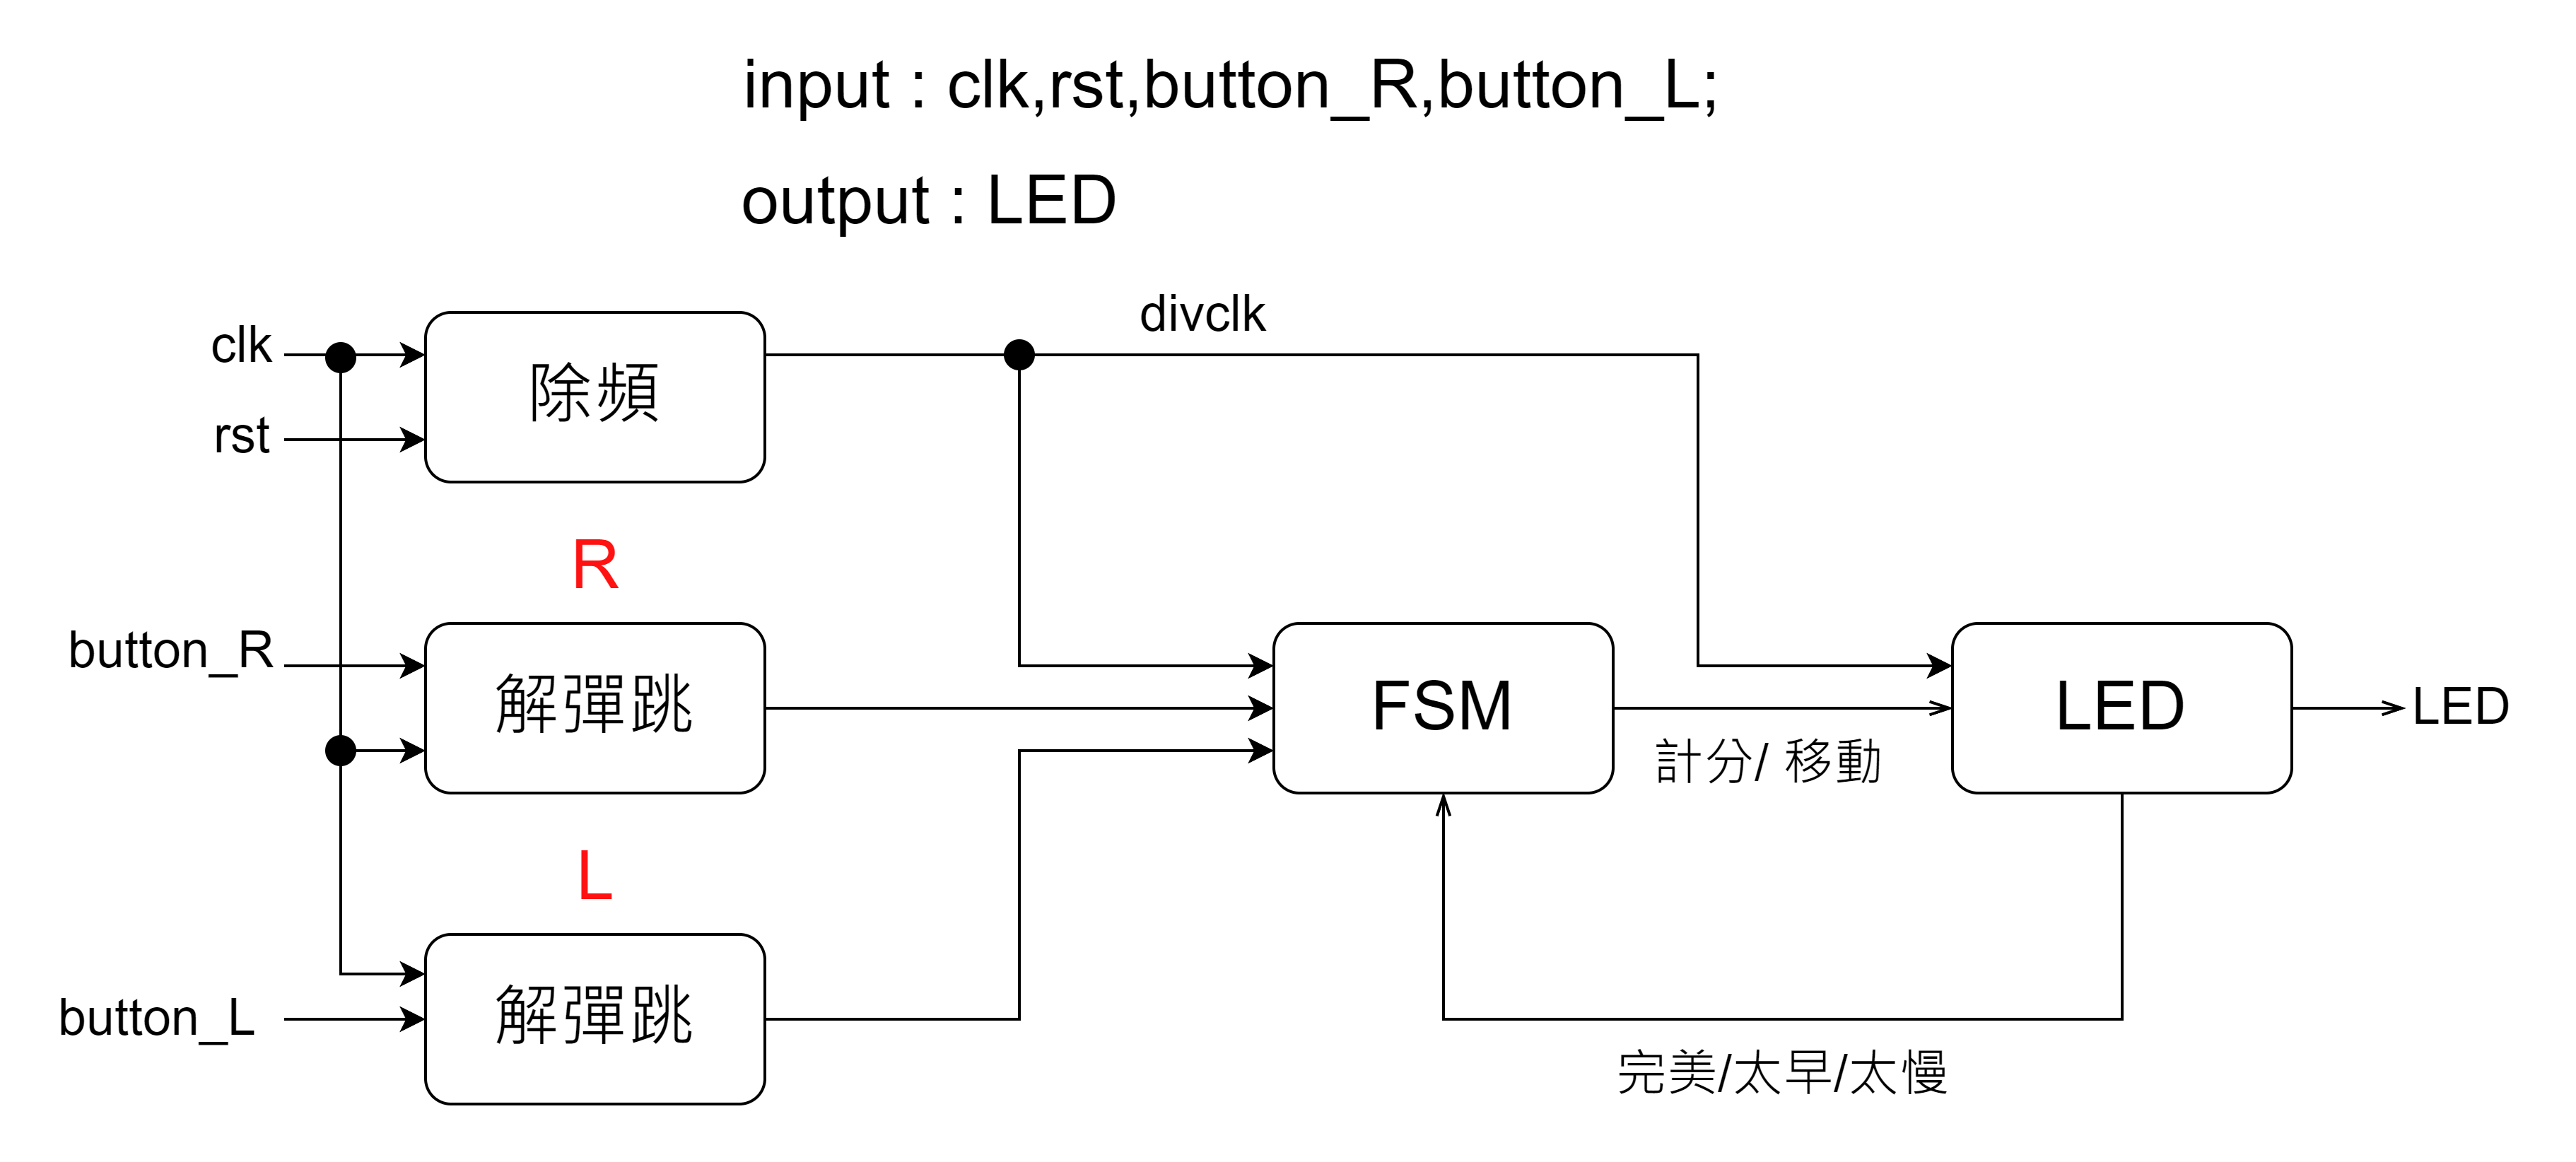 input : clk,rst,button_R,button_L;
output : LED
divclk
clk
除頻
rst
R
button_R
解彈跳
FSM
LED
LED
計分/ 移動
L
button_L
解彈跳
完美/太早/太慢